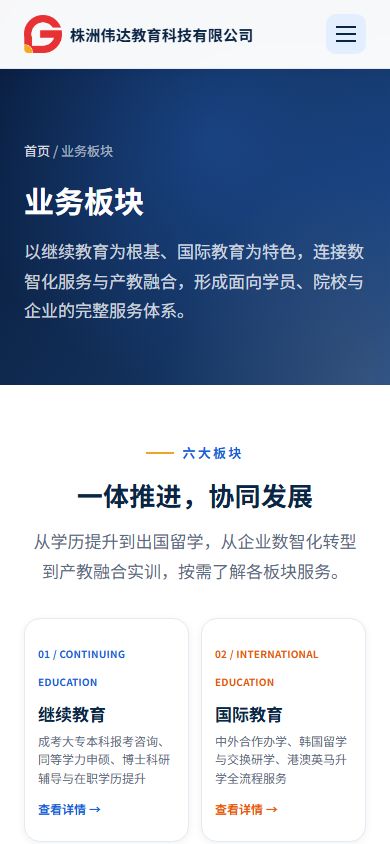 株洲伟达教育科技有限公司
首页 / 业务板块
业务板块
以继续教育为根基、国际教育为特色，连接数
智化服务与产教融合，形成面向学员、院校与
企业的完整服务体系。
六大板块
一体推进，协同发展
从学历提升到出国留学，从企业数智化转型
到产教融合实训，按需了解各板块服务。
01 / CONTINUING
EDUCATION
继续教育
成考大专本科报考咨询、
同等学力申硕、博士科研
辅导与在职学历提升
查看详情 →
02 / INTERNATIONAL
EDUCATION
国际教育
中外合作办学、韩国留学
与交换研学、港澳英马升
学全流程服务
查看详情 →